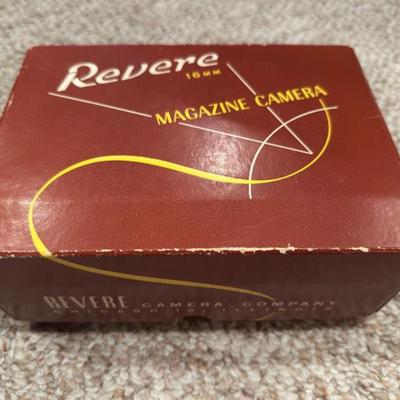 Revere
16MM
MAGAZINE CAMERA
REVERE CAMERA COMPANY
CHICAGO 16, ILLINOIS